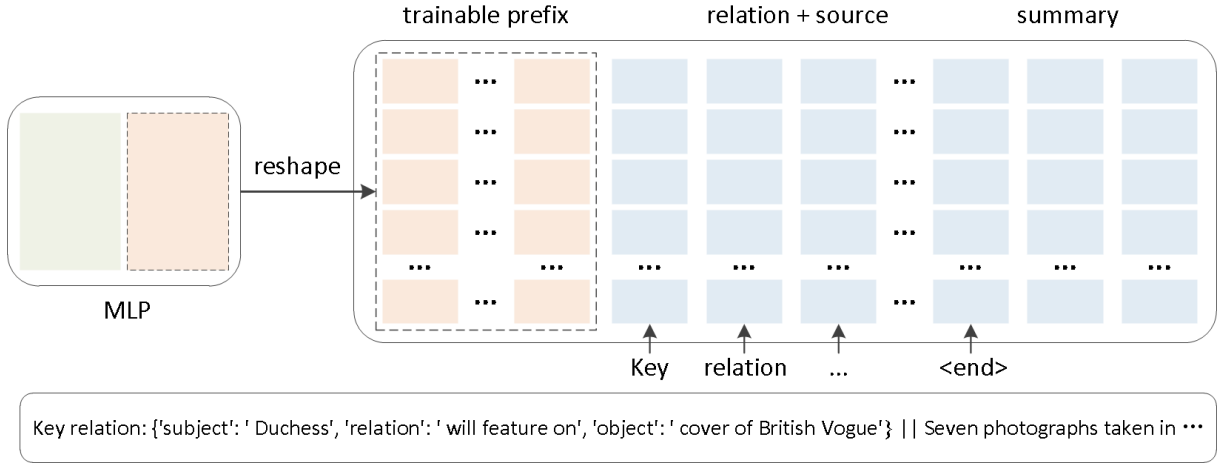 trainable prefix relation + source summary
... ...
... ...
reshape ... ...
... ...
... ... ... ... ... ... ... ...
MLP ... ...
Key relation ... <end>
Key relation: {'subject': ' Duchess', 'relation': ' will feature on', 'object': ' cover of British Vogue'} || Seven photographs taken in ···